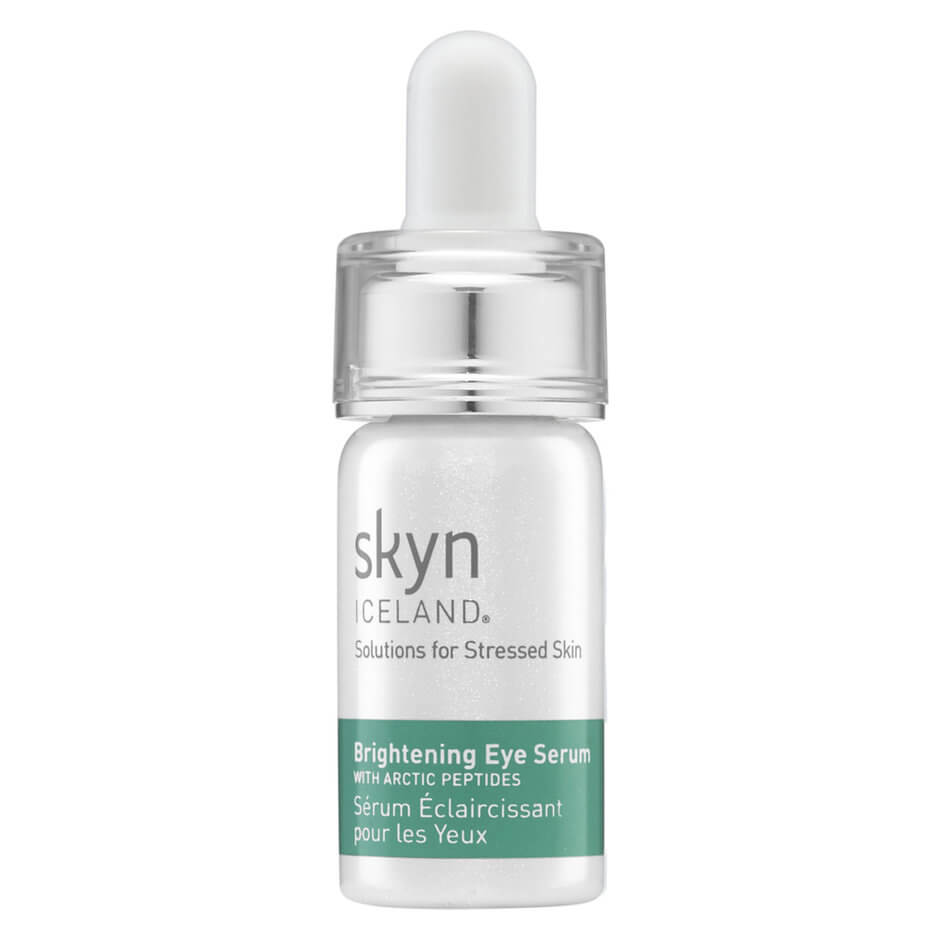 skyn
ICELAND®
Solutions for Stressed Skin
Brightening Eye Serum
WITH ARCTIC PEPTIDES
Sérum Éclaircissant
pour les Yeux